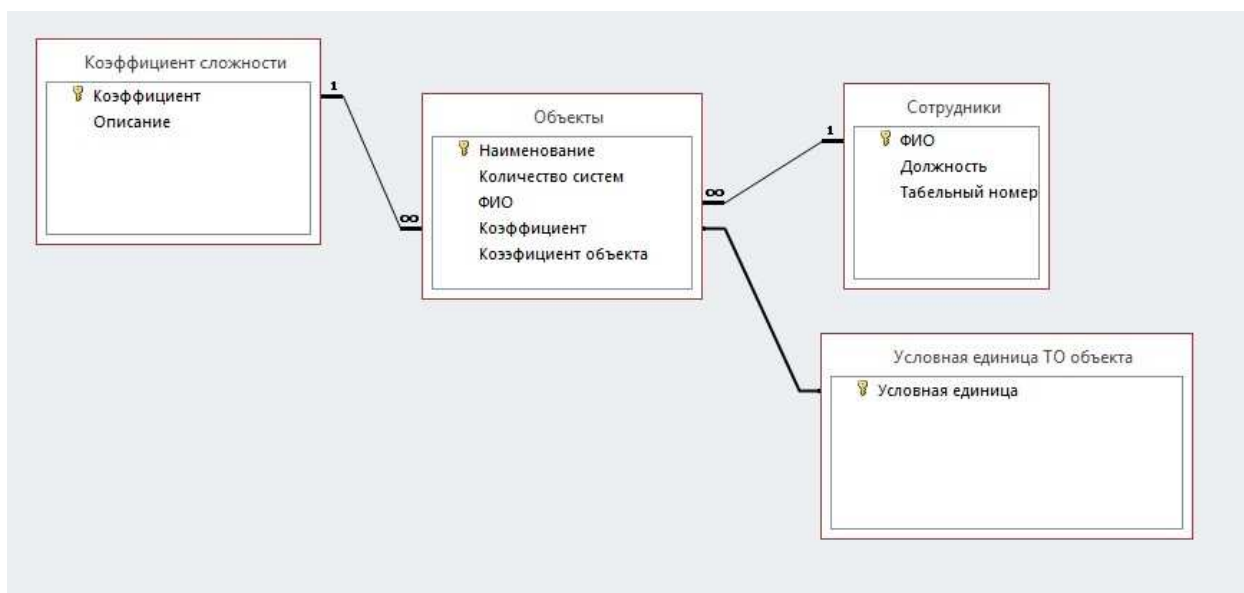 Коэффициент сложности
Коэффициент
Описание
1
∞
Объекты
Наименование
Количество систем
ФИО
Коэффициент
Коэзфициент объекта
∞
1
Сотрудники
ФИО
Должность
Табельный номер
Условная единица ТО объекта
Условная единица